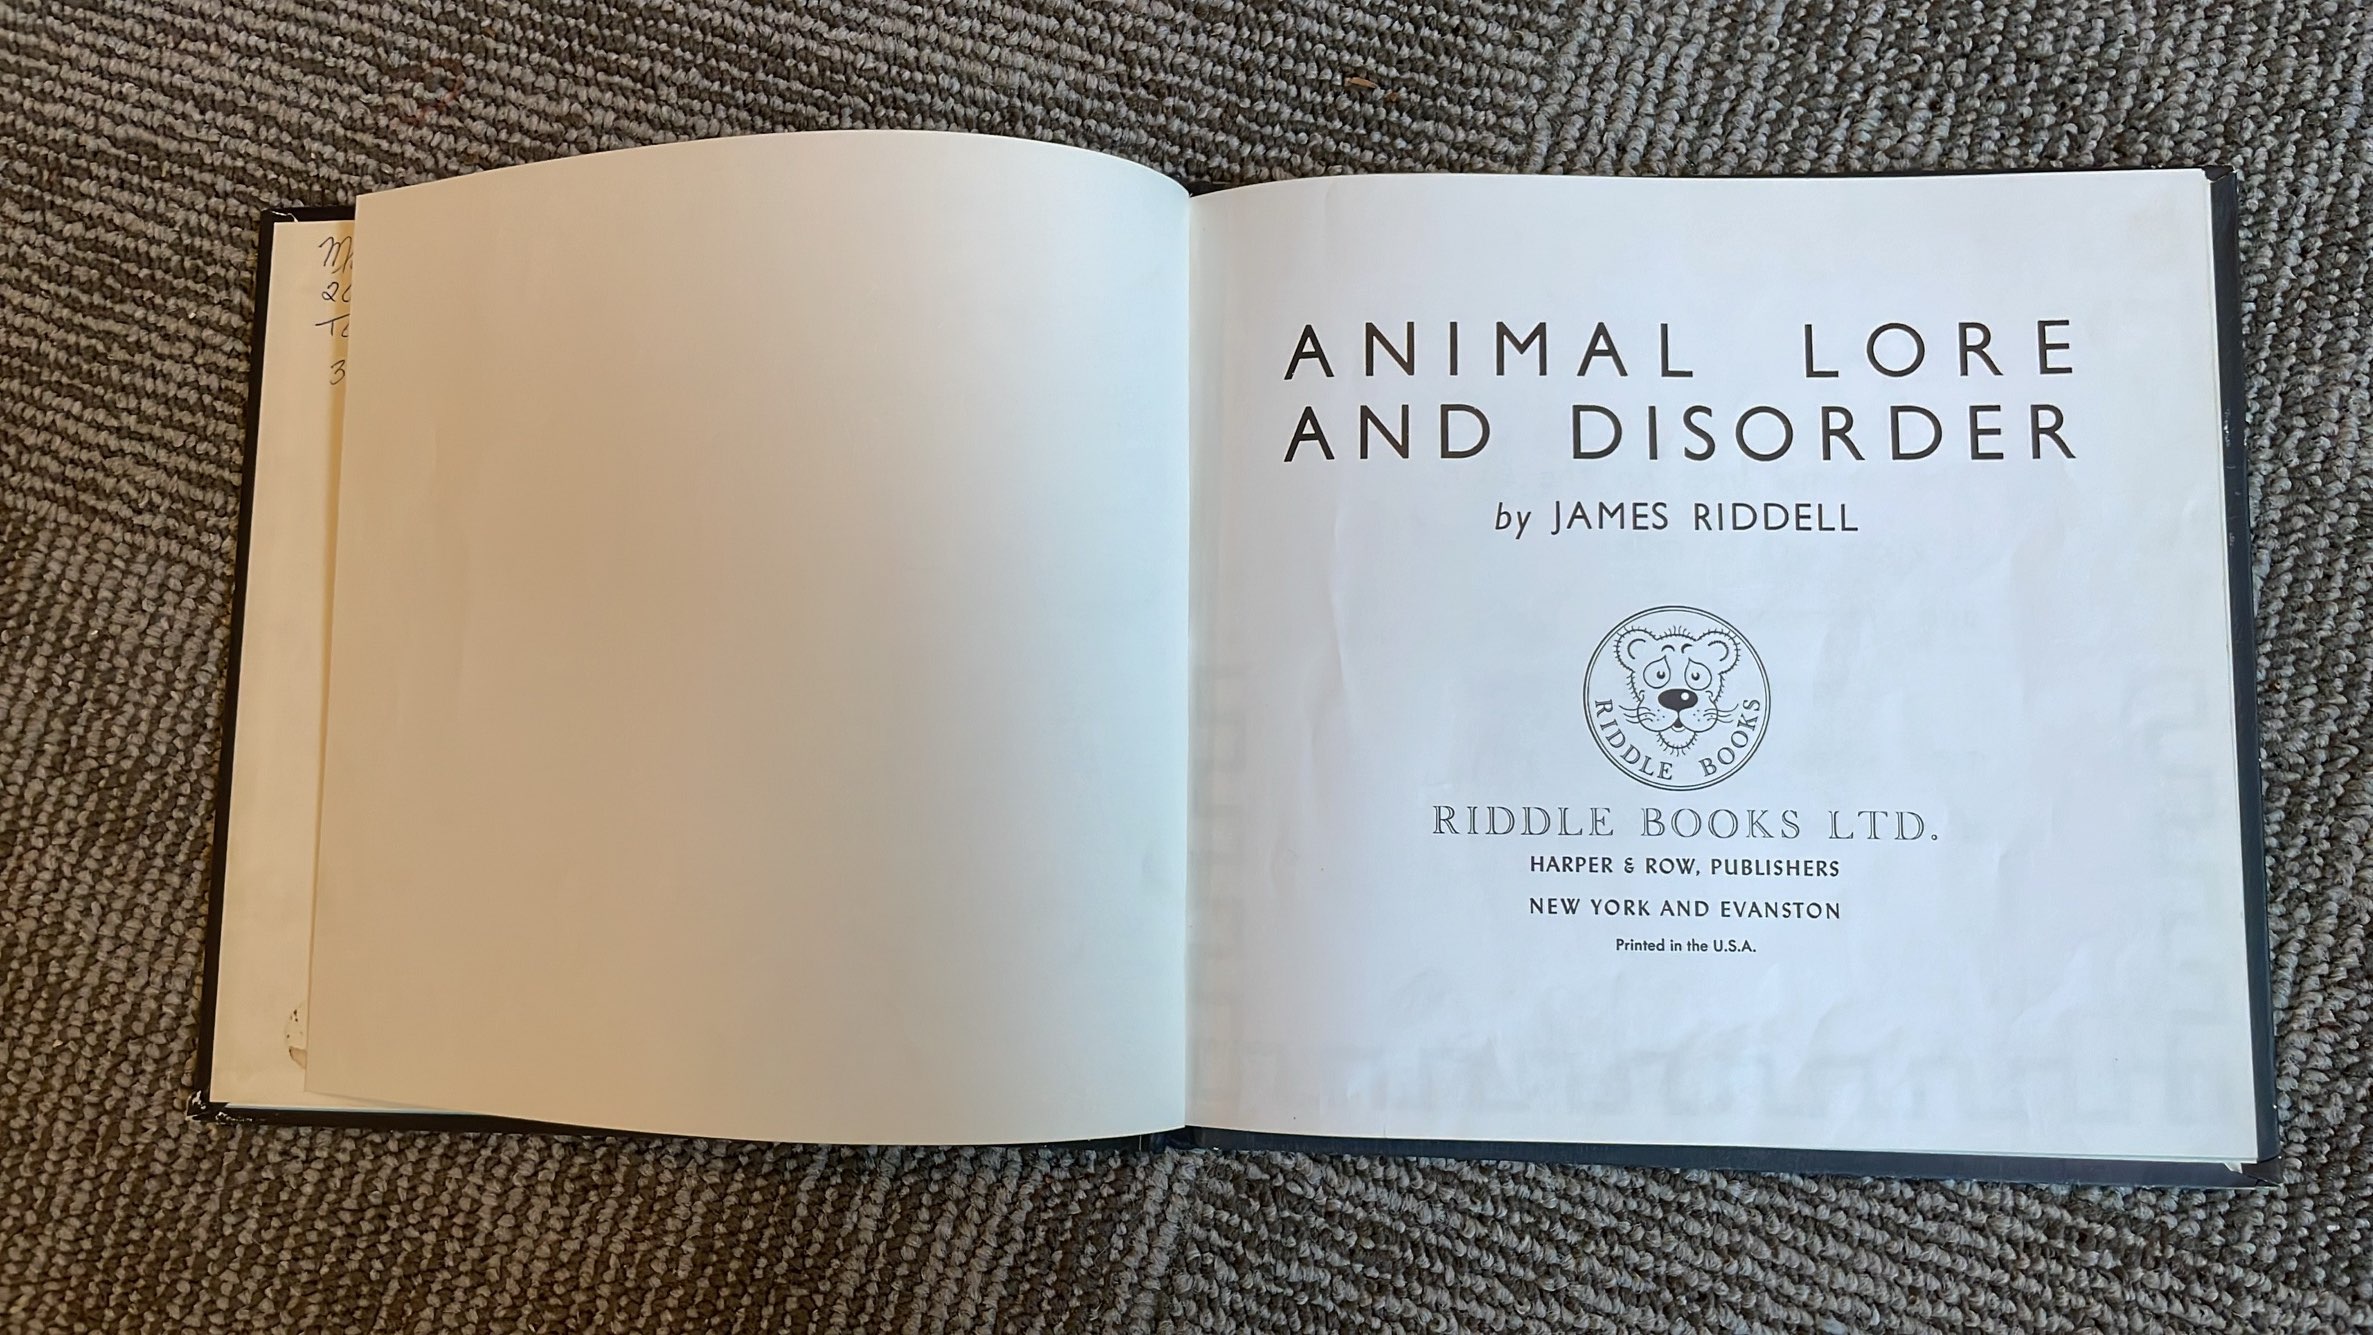 ANIMAL LORE
AND DISORDER
by JAMES RIDDELL
RIDDLE BOOKS
RIDDLE BOOKS LTD.
HARPER & ROW, PUBLISHERS
NEW YORK AND EVANSTON
Printed in the U.S.A.